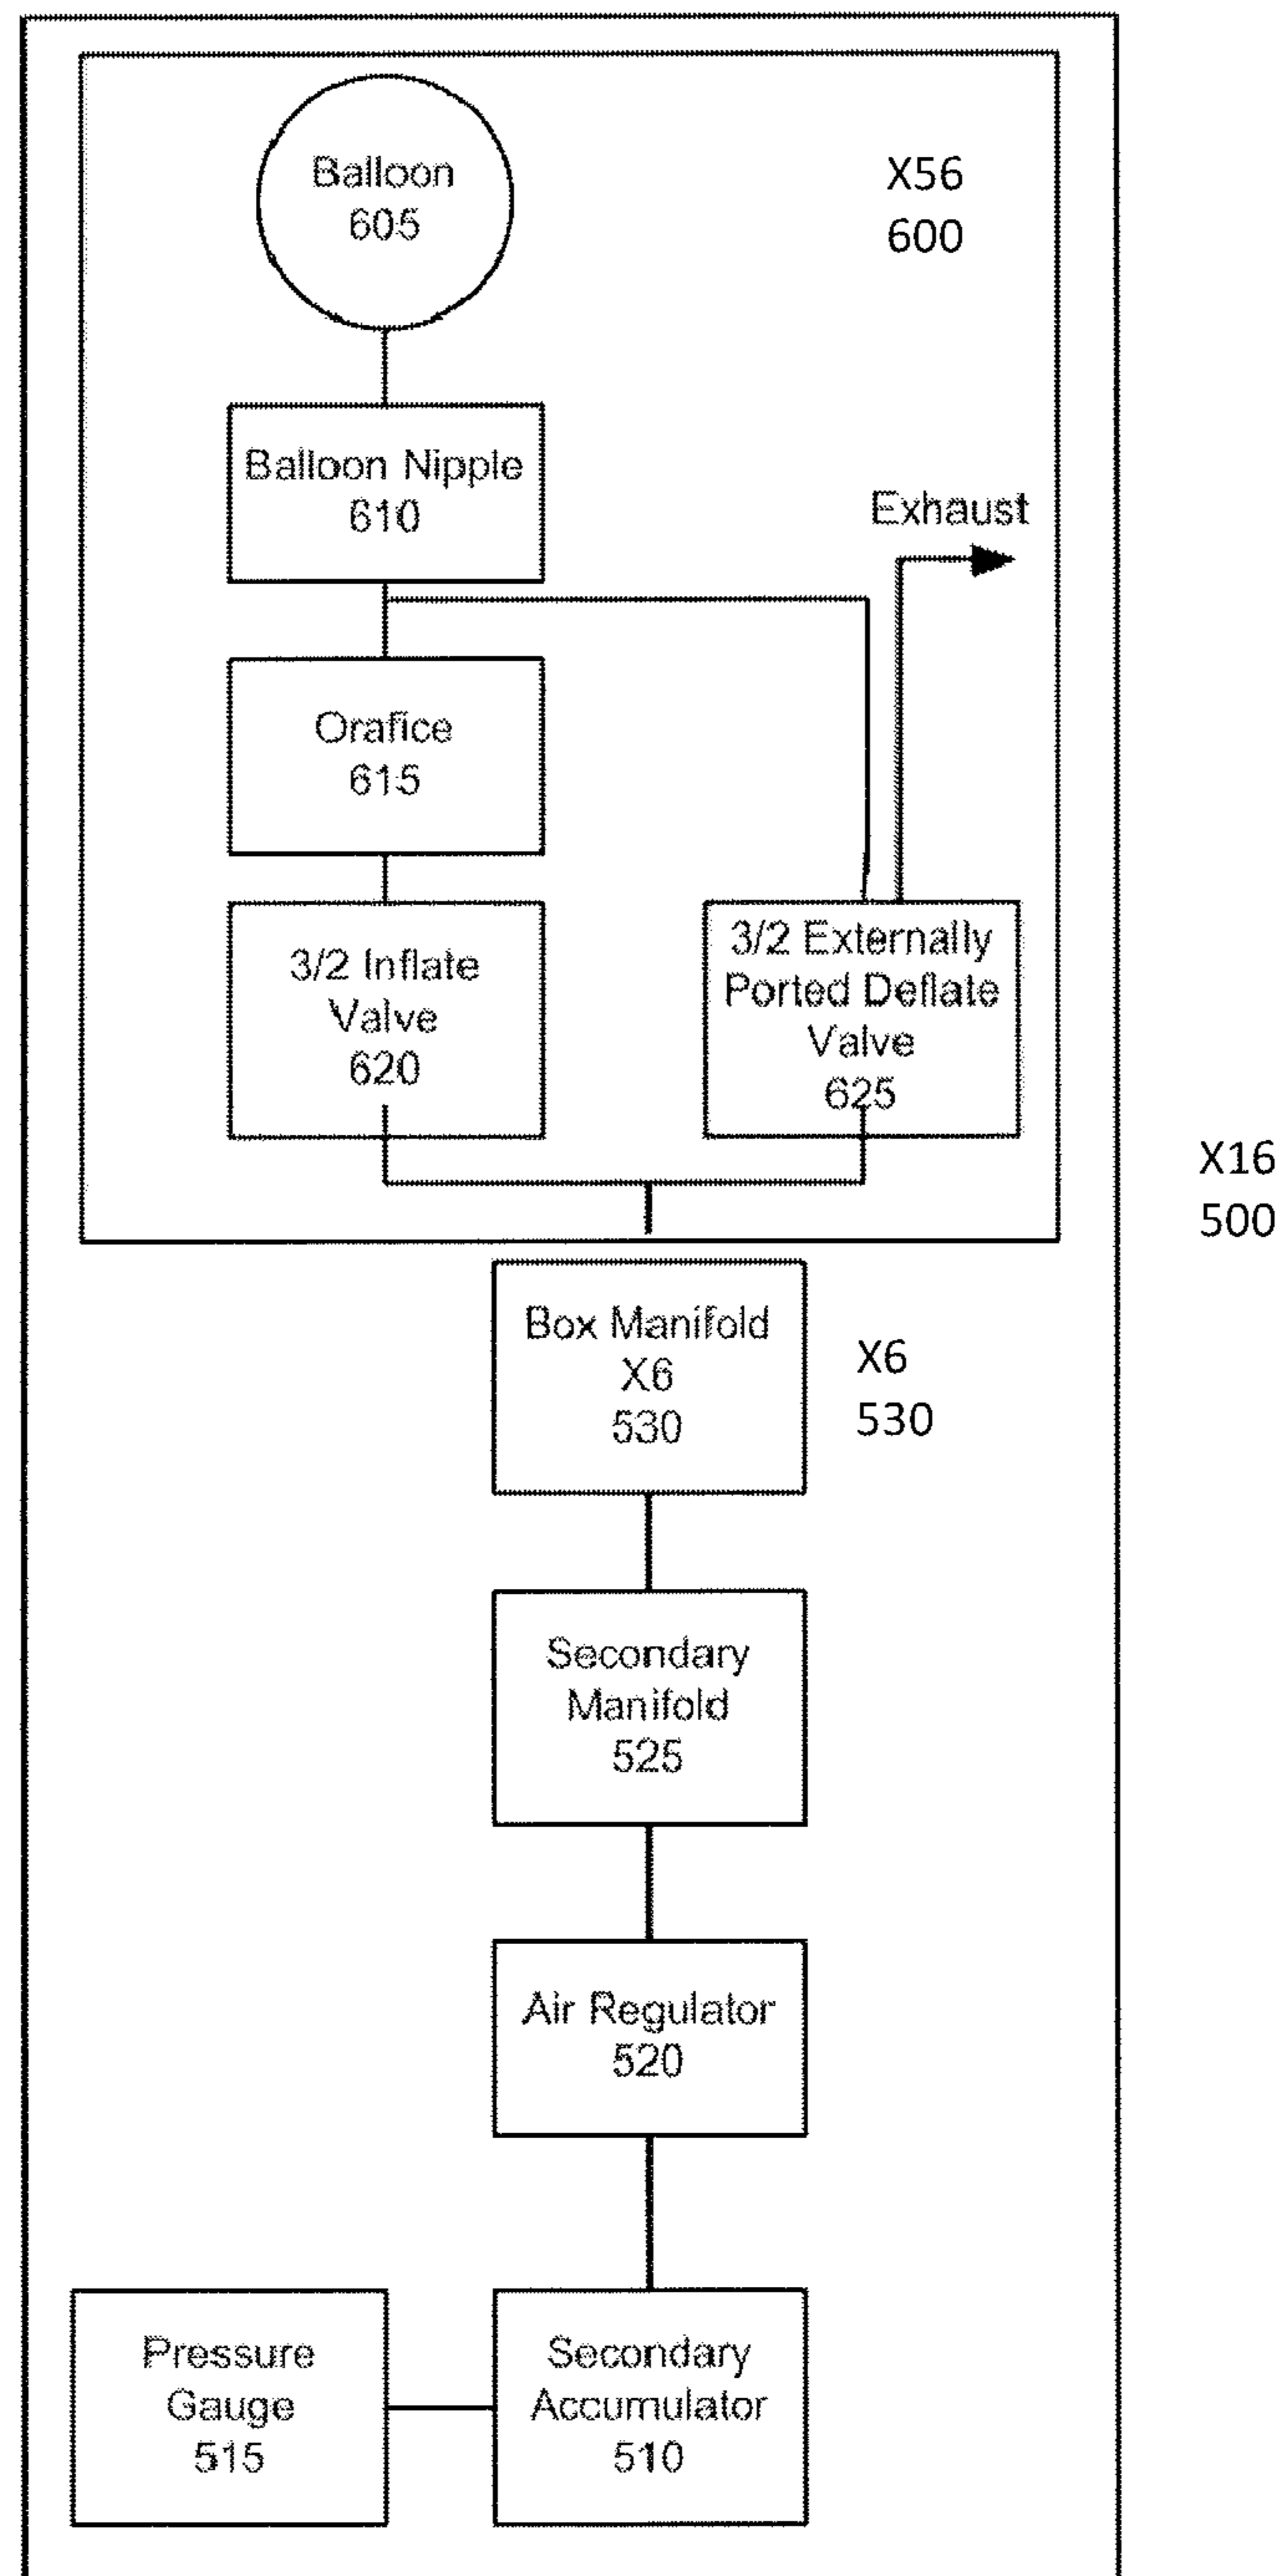 Balloon
605
X56
600
Balloon Nipple
610
Exhaust
Orafice
615
3/2 Inflate
Valve
620
3/2 Externally
Ported Deflate
Valve
625
X16
500
Box Manifold
X6
530
X6
530
Secondary
Manifold
525
Air Regulator
520
Pressure
Gauge
515
Secondary
Accumulator
510